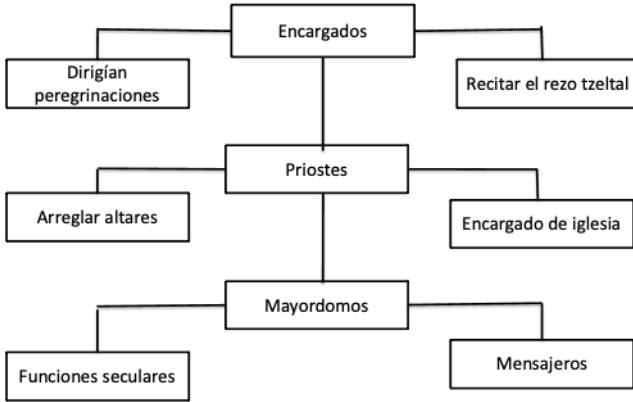 Encargados
Dirigían
peregrinaciones
Recitar el rezo tzeltal
Priostes
Arreglar altares
Encargado de iglesia
Mayordomos
Funciones seculares
Mensajeros